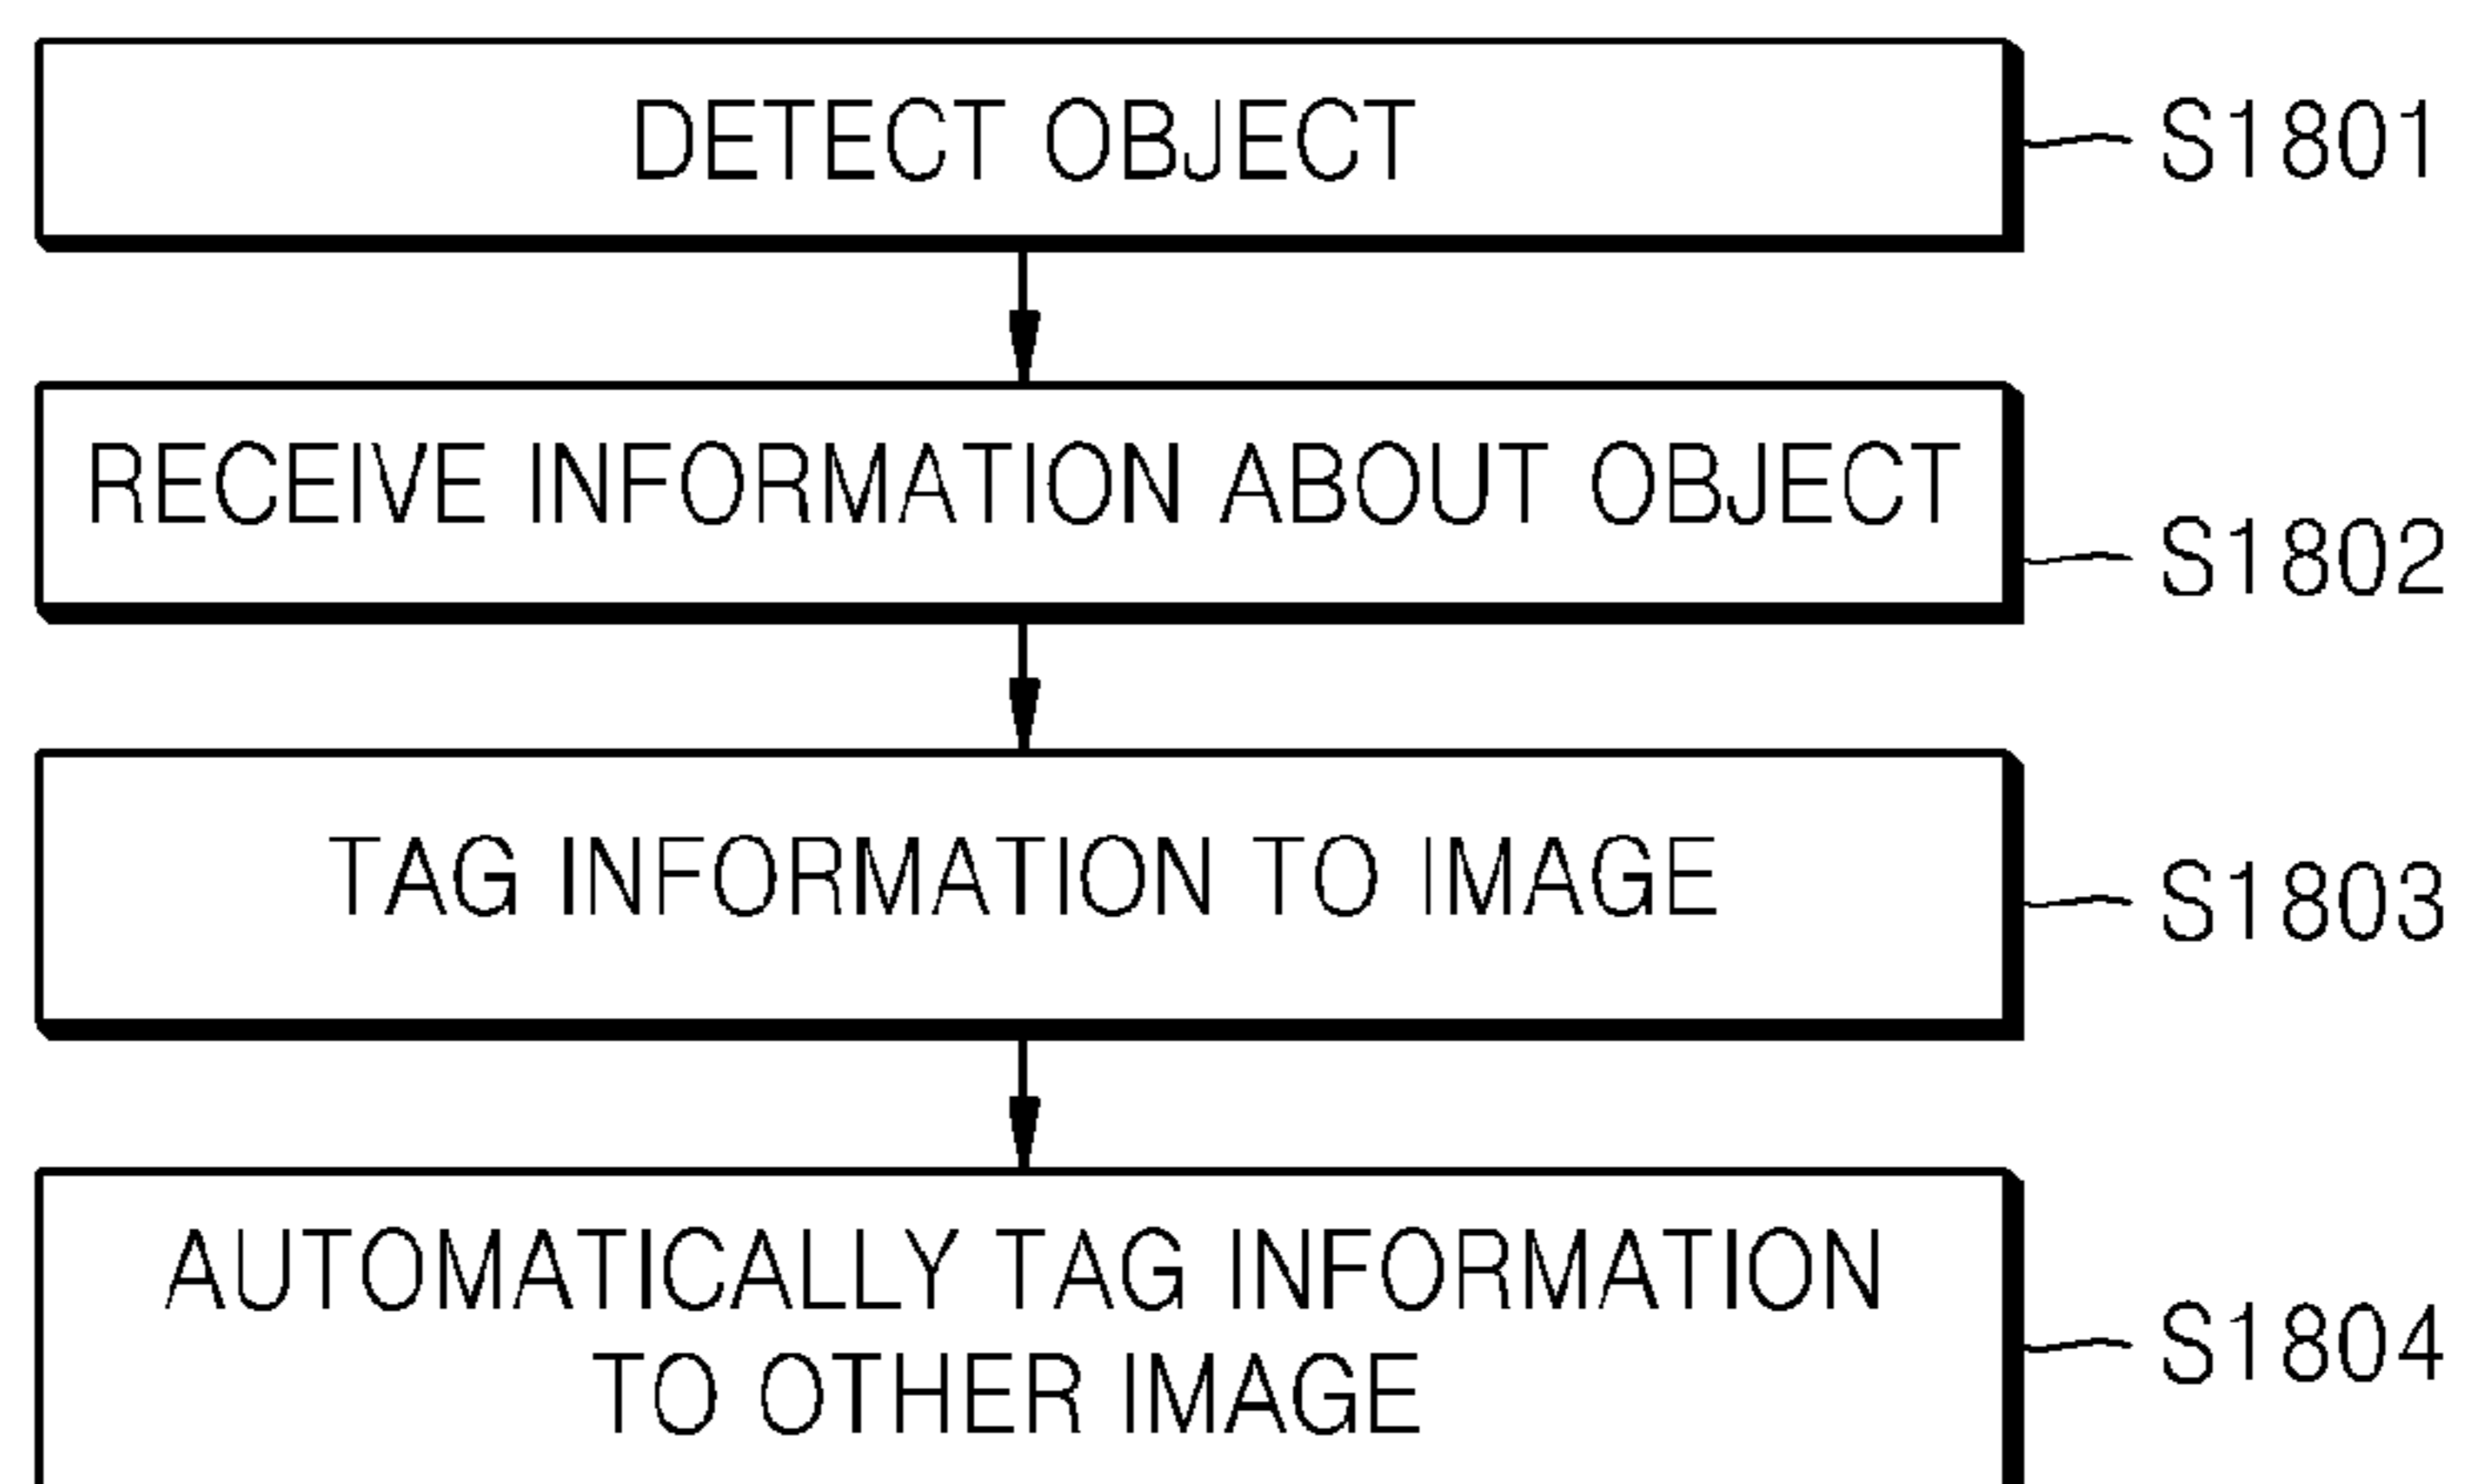 DETECT OBJECT
S1801
RECEIVE INFORMATION ABOUT OBJECT
S1802
TAG INFORMATION TO IMAGE
S1803
AUTOMATICALLY TAG INFORMATION
TO OTHER IMAGE
S1804